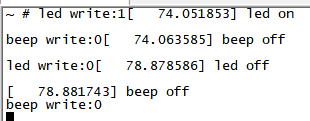 ~ # led write:1[   74.051853] led on
beep write:0[   74.063585] beep off
led write:0[   78.878586] led off
[   78.881743] beep off
beep write:0